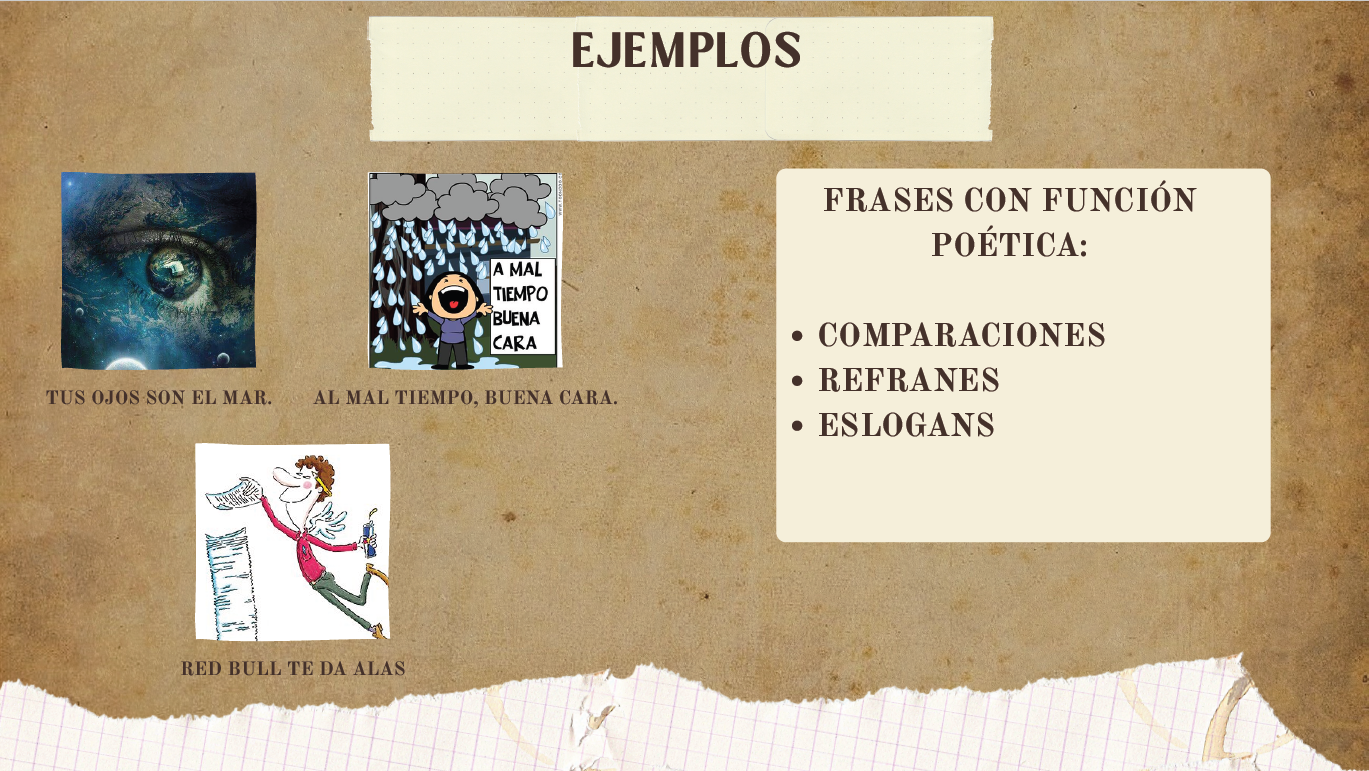 EJEMPLOS
A MAL
TIEMPO
BUENA
CARA
TUS OJOS SON EL MAR.
AL MAL TIEMPO, BUENA CARA.
RED BULL TE DA ALAS
FRASES CON FUNCIÓN
POÉTICA:
• COMPARACIONES
• REFRANES
• ESLOGANS